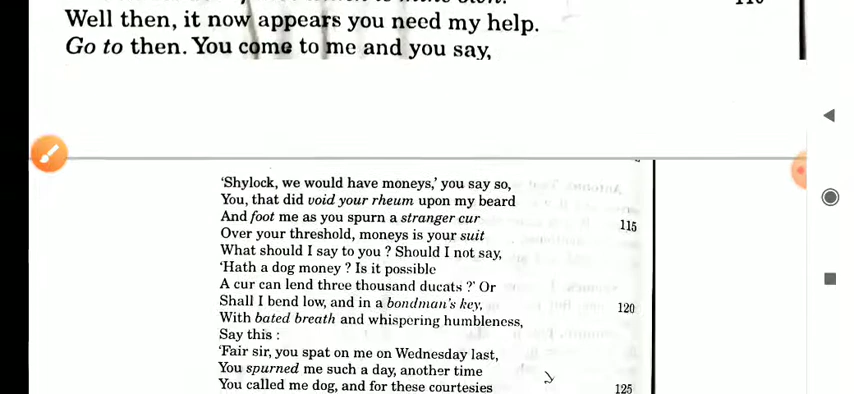 Well then, it now appears you need my help.
Go to then. You come to me and you say,
'Shylock, we would have moneys,' you say so,
You, that did void your rheum upon my beard
And foot me as you spurn a stranger cur
115
Over your threshold, moneys is your suit
What should I say to you ? Should I not say,
'Hath a dog money ? Is it possible
A cur can lend three thousand ducats ?' Or
Shall I bend low, and in a bondman's key,
120
With bated breath and whispering humbleness,
Say this :
'Fair sir, you spat on me on Wednesday last,
You spurned me such a day, another time
You called me dog, and for these courtesies
125